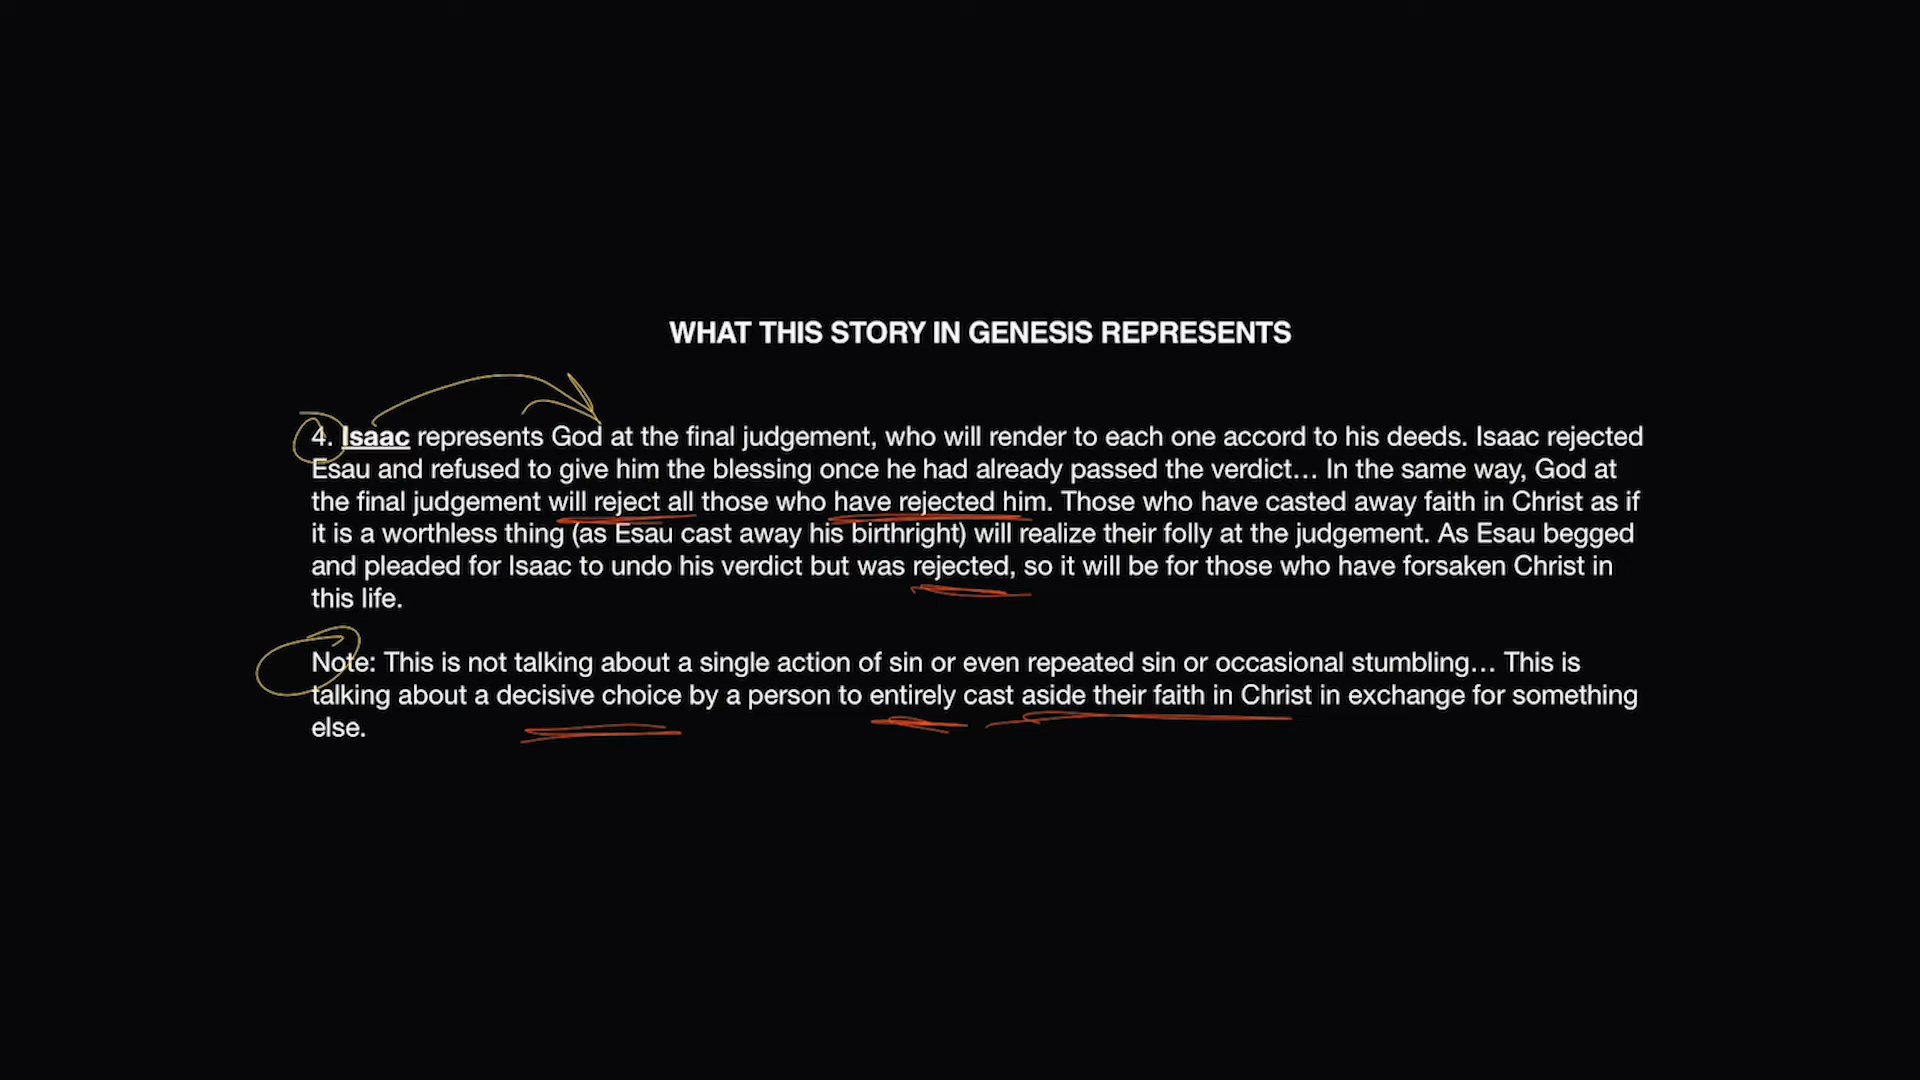 WHAT THIS STORY IN GENESIS REPRESENTS
4. Isaac represents God at the final judgement, who will render to each one accord to his deeds. Isaac rejected
Esau and refused to give him the blessing once he had already passed the verdict… In the same way, God at
the final judgement will reject all those who have rejected him. Those who have casted away faith in Christ as if
it is a worthless thing (as Esau cast away his birthright) will realize their folly at the judgement. As Esau begged
and pleaded for Isaac to undo his verdict but was rejected, so it will be for those who have forsaken Christ in
this life.
Note: This is not talking about a single action of sin or even repeated sin or occasional stumbling… This is
talking about a decisive choice by a person to entirely cast aside their faith in Christ in exchange for something
else.